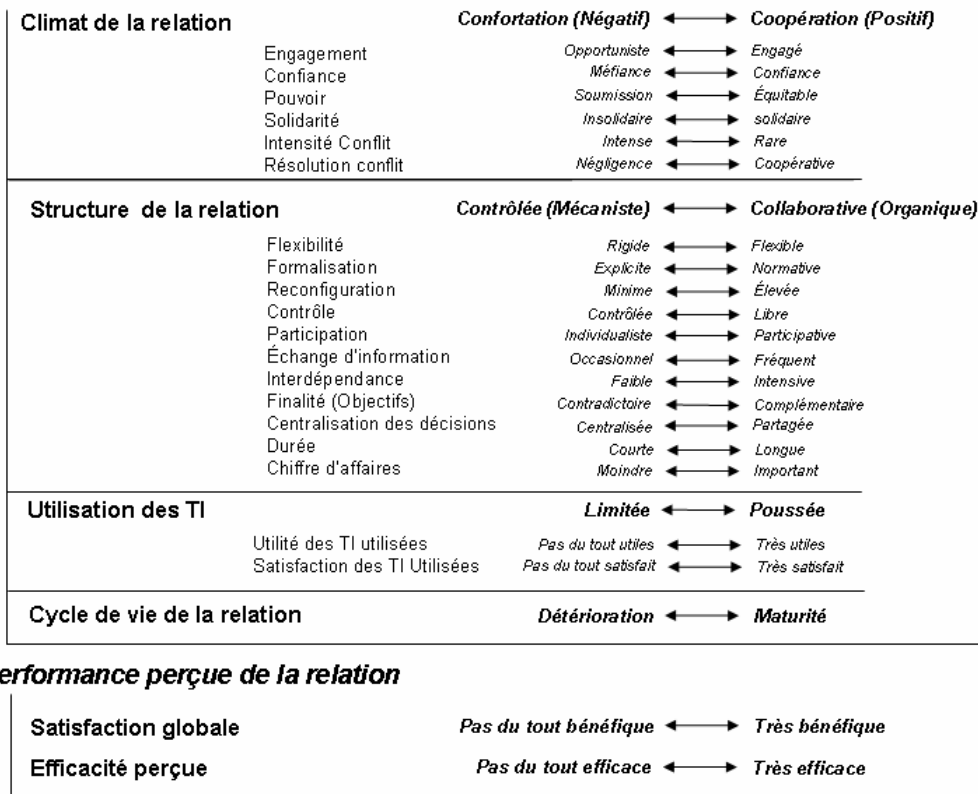 Climat de la relation Confortation (Négatif) Coopération (Positif)
Engagement Opportuniste Engagé
Confiance Méfiance Confiance
Pouvoir Soumission Équitable
Solidarité Insolidaire solidaire
Intensité Conflit Intense Rare
Résolution conflit Négligence Coopérative
Structure de la relation Contrôlée (Mécaniste) Collaborative (Organique)
Flexibilité Rigide Flexible
Formalisation Explicite Normative
Reconfiguration Minime Élevée
Contrôle Contrôlée Libre
Participation Individualiste Participative
Échange d'information Occasionnel Fréquent
Interdépendance Faible Intensive
Finalité (Objectifs) Contradictoire Complémentaire
Centralisation des décisions Centralisée Partagée
Durée Courte Longue
Chiffre d'affaires Moindre Important
Utilisation des TI Limitée Poussée
Utilité des TI utilisées Pas du tout utiles Très utiles
Satisfaction des TI Utilisées Pas du tout satisfait Très satisfait
Cycle de vie de la relation Détérioration Maturité
erformance perçue de la relation
Satisfaction globale Pas du tout bénéfique Très bénéfique
Efficacité perçue Pas du tout efficace Très efficace